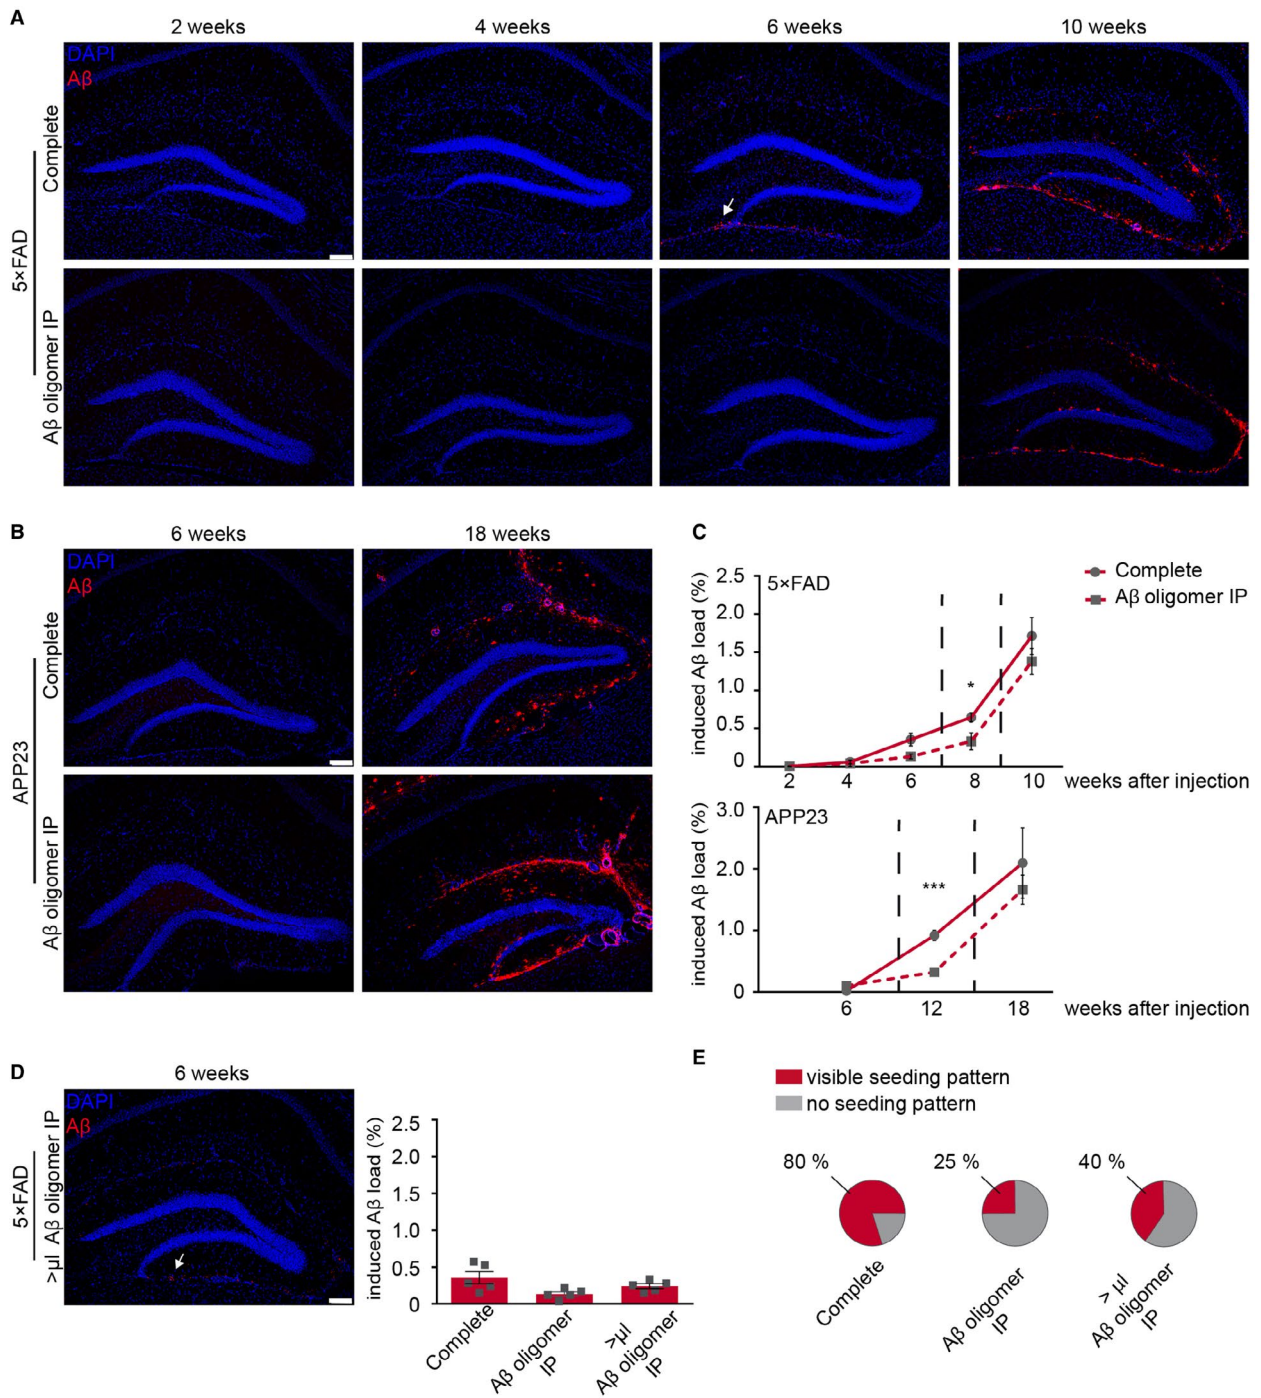 A
2 weeks
4 weeks
6 weeks
10 weeks
DAPI
Aβ
5×FAD
Complete
Aβ oligomer IP
B
6 weeks
18 weeks
DAPI
Aβ
APP23
Complete
Aβ oligomer IP
C
5×FAD
Complete
Aβ oligomer IP
induced Aβ load (%)
2.5
2.0
1.5
1.0
0.5
0
*
2 4 6 8 10 weeks after injection
APP23
induced Aβ load (%)
3.0
2.0
1.0
0
***
6 12 18 weeks after injection
D
6 weeks
DAPI
Aβ
5×FAD
>µl Aβ oligomer IP
induced Aβ load (%)
2.5
2.0
1.5
1.0
0.5
0
Complete
Aβ oligomer
IP
>µl
Aβ oligomer
IP
E
visible seeding pattern
no seeding pattern
80 %
25 %
40 %
Complete
Aβ oligomer
IP
> µl
Aβ oligomer
IP